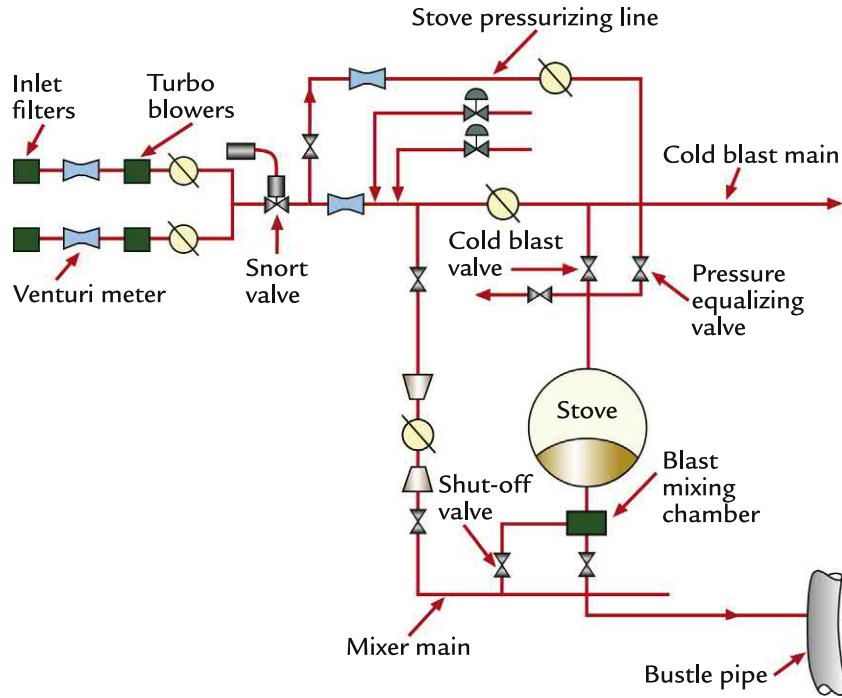 Stove pressurizing line
Inlet
filters
Turbo
blowers
Cold blast main
Venturi meter
Snort
valve
Cold blast
valve
Pressure
equalizing
valve
Stove
Shut-off
valve
Blast
mixing
chamber
Mixer main
Bustle pipe